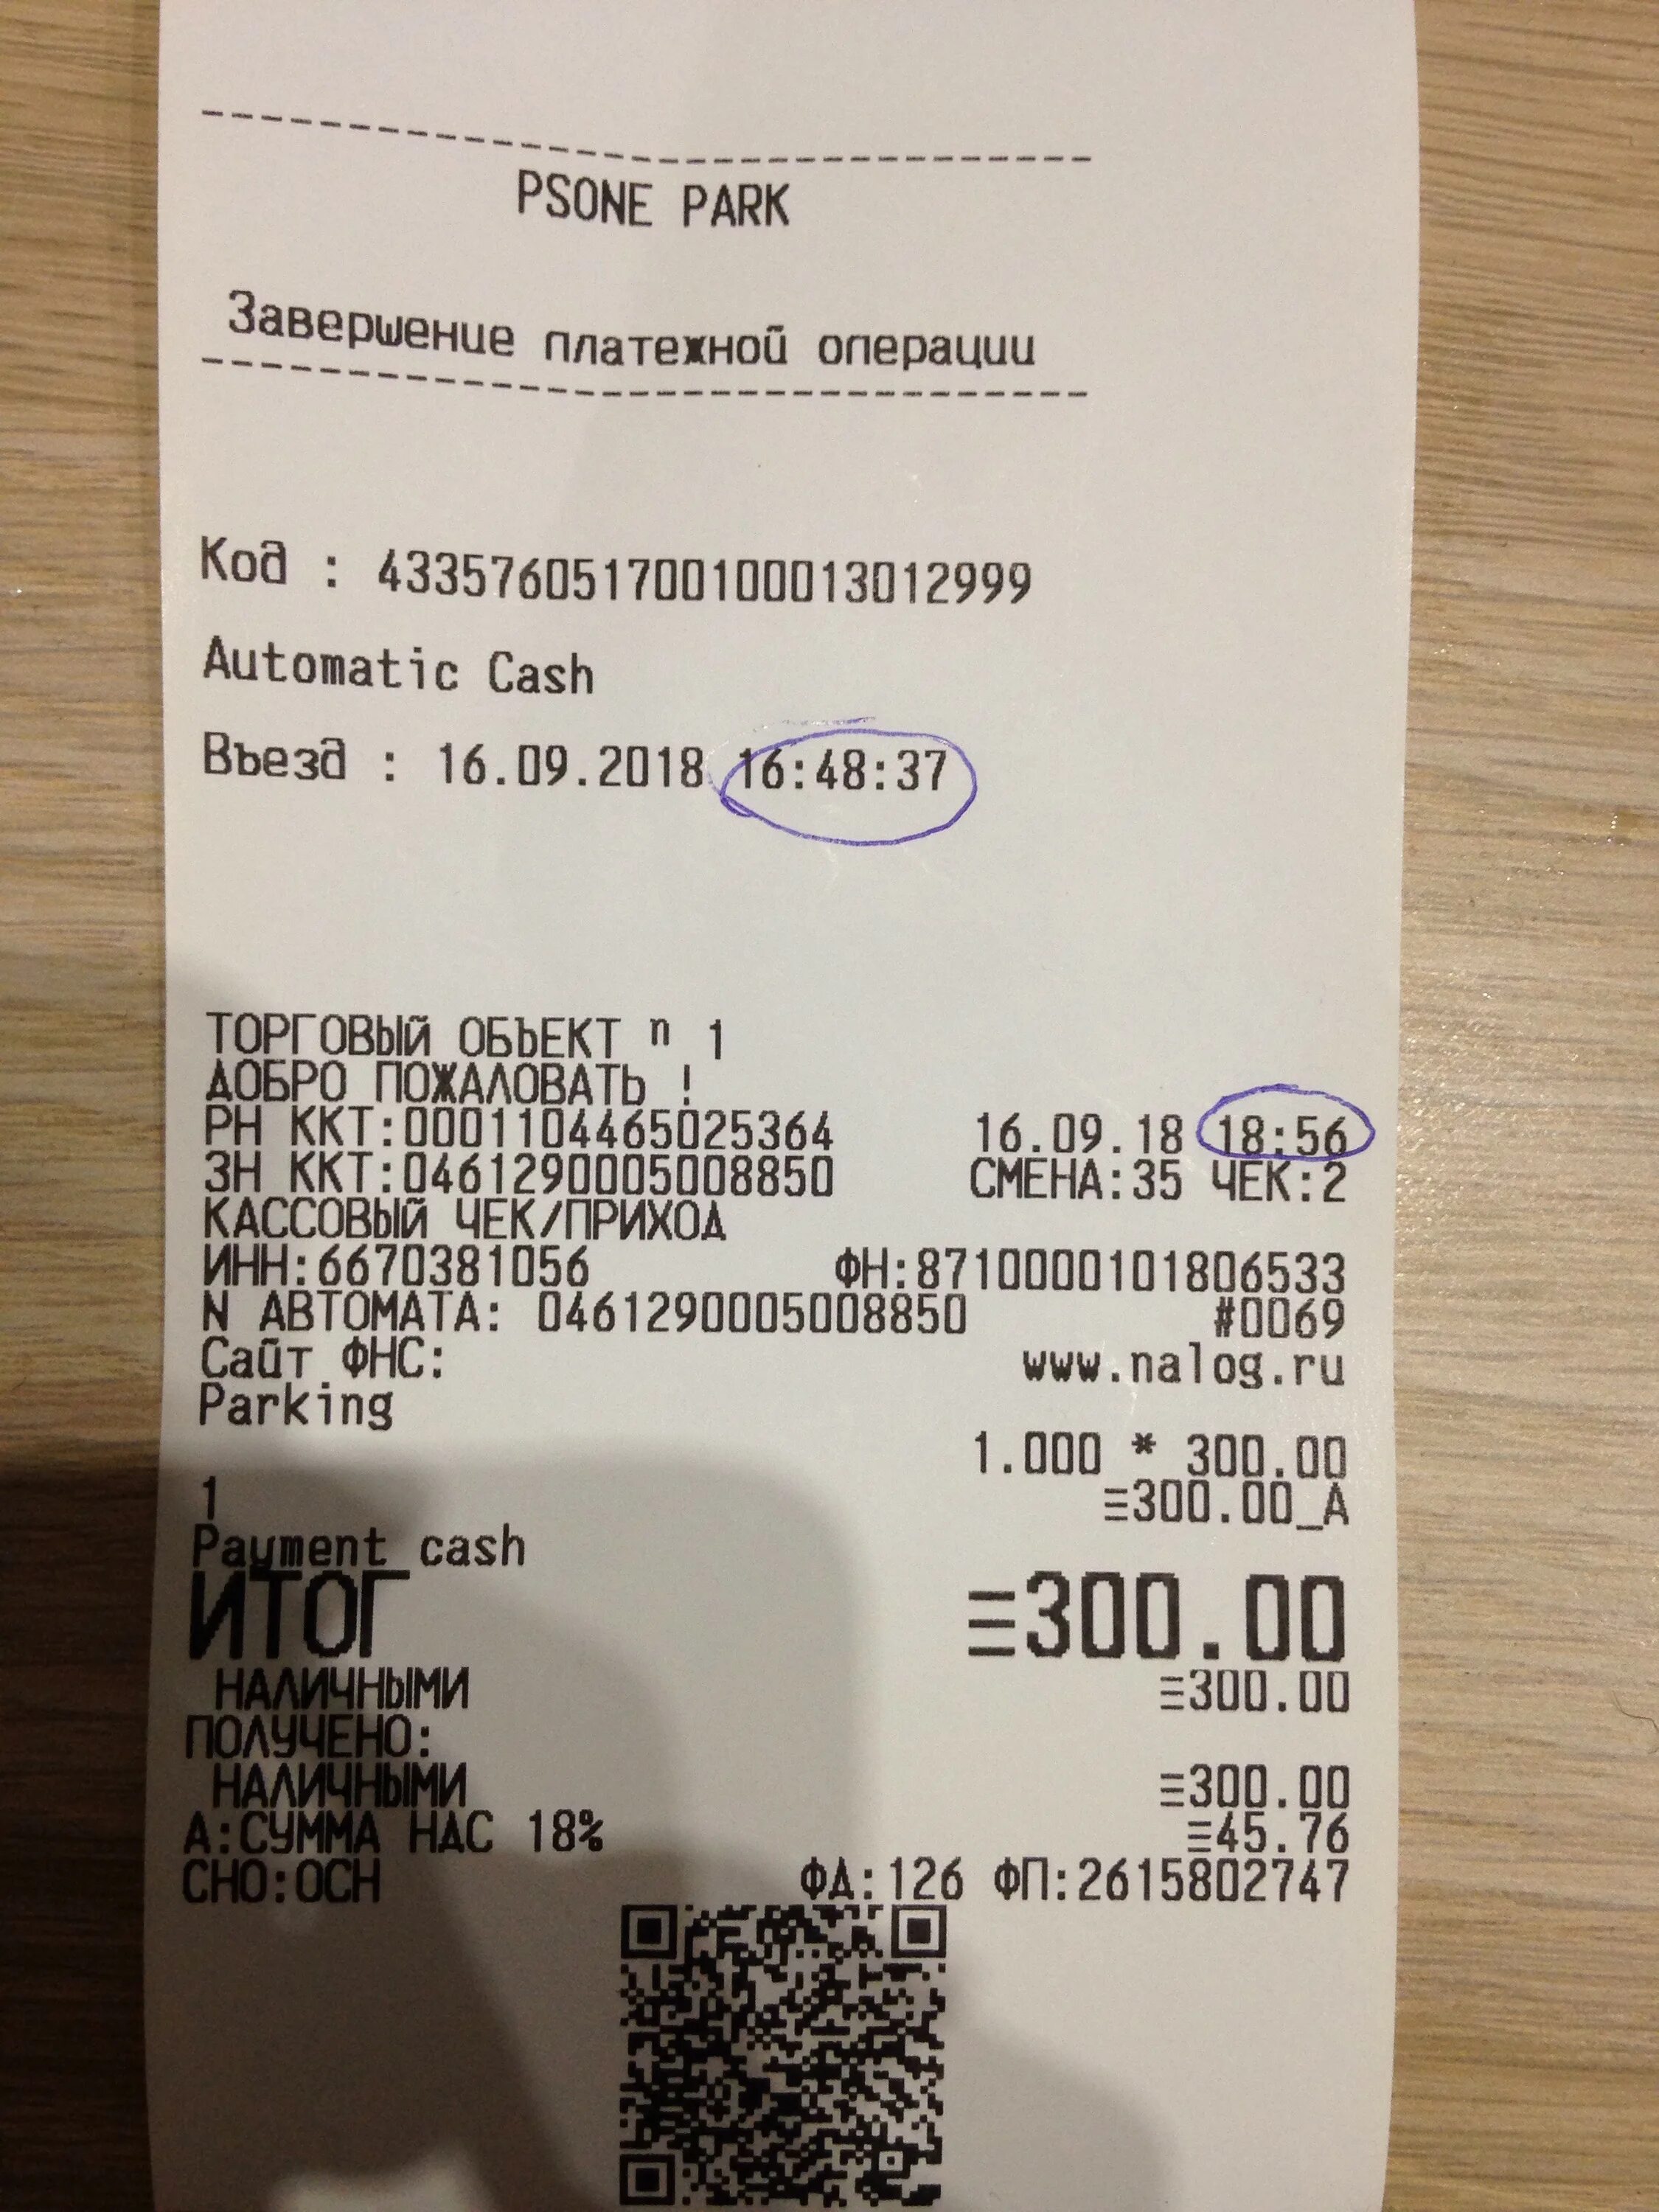 PSONE PARK
Завершение платежной операции
Код : 433576051700100013012999
Automatic Cash
Въезд : 16.09.2018 16:48:37
ТОРГОВЫЙ ОБЪЕКТ n 1
ДОБРО ПОЖАЛОВАТЬ !
РН ККТ:0001104465025364 16.09.18 18:56
ЗН ККТ:0461290005008850 СМЕНА:35 ЧЕК:2
КАССОВЫЙ ЧЕК/ПРИХОД
ИНН:6670381056 ФН:8710000101806533
N АВТОМАТА: 0461290005008850 #0069
Сайт ФНС: www.nalog.ru
Parking
1.000 * 300.00
1 ≡300.00_А
Payment cash
ИТОГ ≡300.00
НАЛИЧНЫМИ ≡300.00
ПОЛУЧЕНО:
НАЛИЧНЫМИ ≡300.00
А:СУММА НДС 18% ≡45.76
СНО:ОСН ФД:126 ФП:2615802747